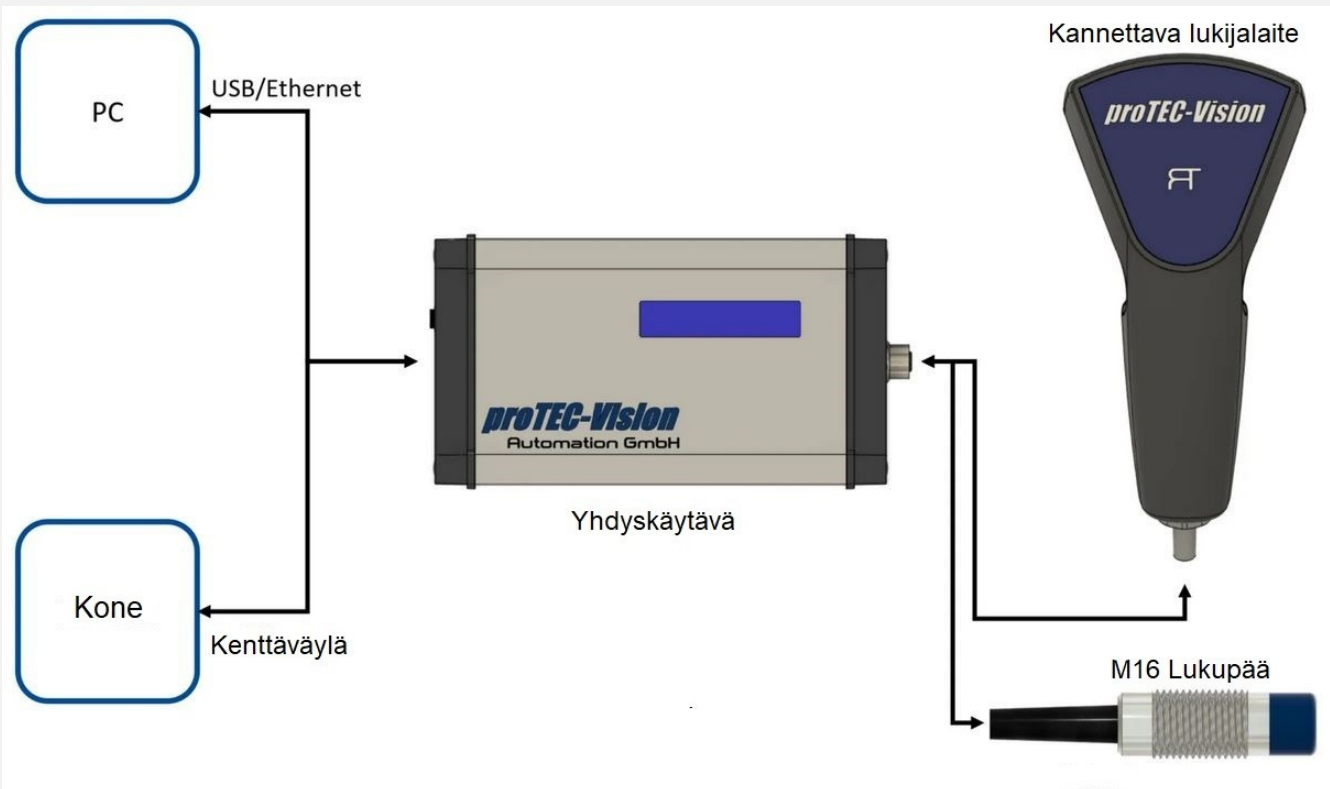 Kannettava lukijalaite
PC
USB/Ethernet
proTEC-Vision
proTEC-Vision
Automation GmbH
Yhdyskäytävä
Kone
Kenttäväylä
M16 Lukupää